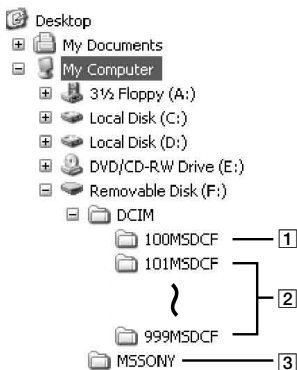 Desktop
My Documents
My Computer
3½ Floppy (A:)
Local Disk (C:)
Local Disk (D:)
DVD/CD-RW Drive (E:)
Removable Disk (F:)
DCIM
100MSDCF 1
101MSDCF
2
999MSDCF
MSSONY 3